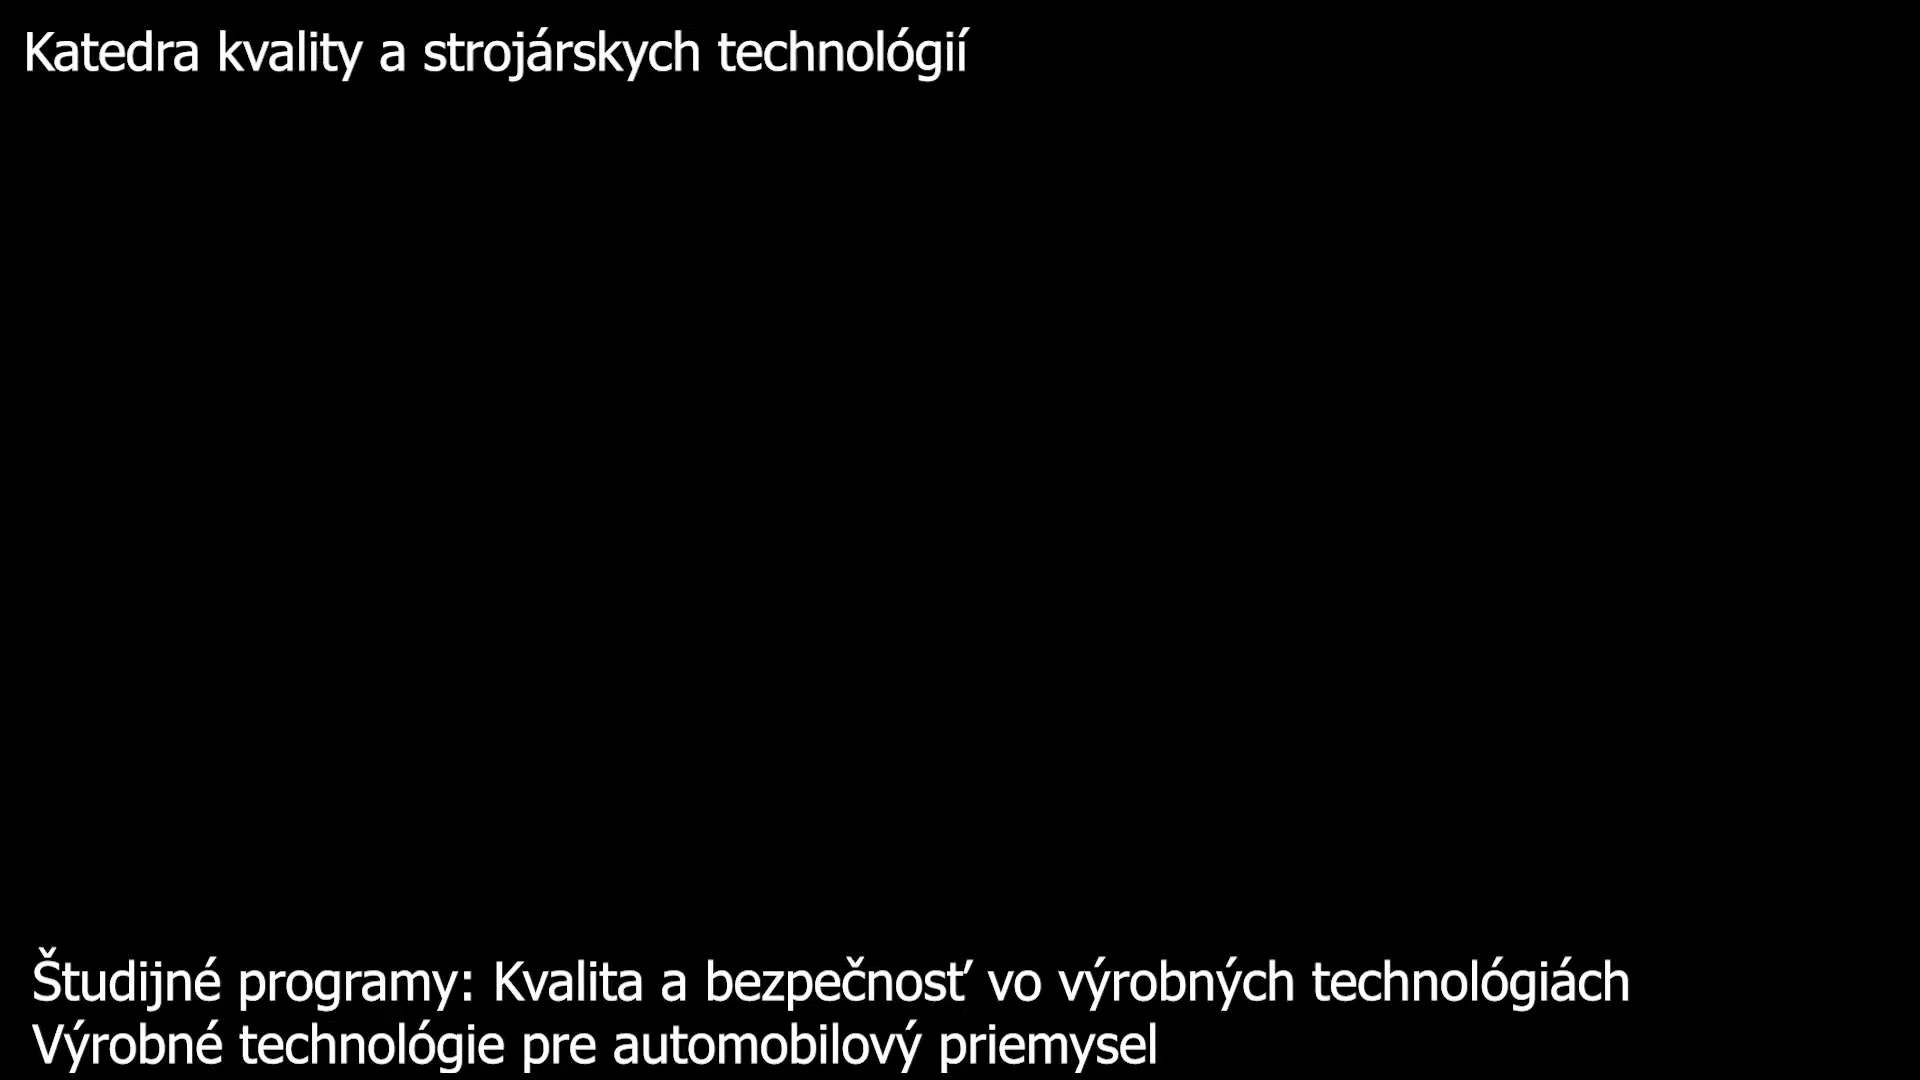 Katedra kvality a strojárskych technológií
Študijné programy: Kvalita a bezpečnosť vo výrobných technológiách
Výrobné technológie pre automobilový priemysel